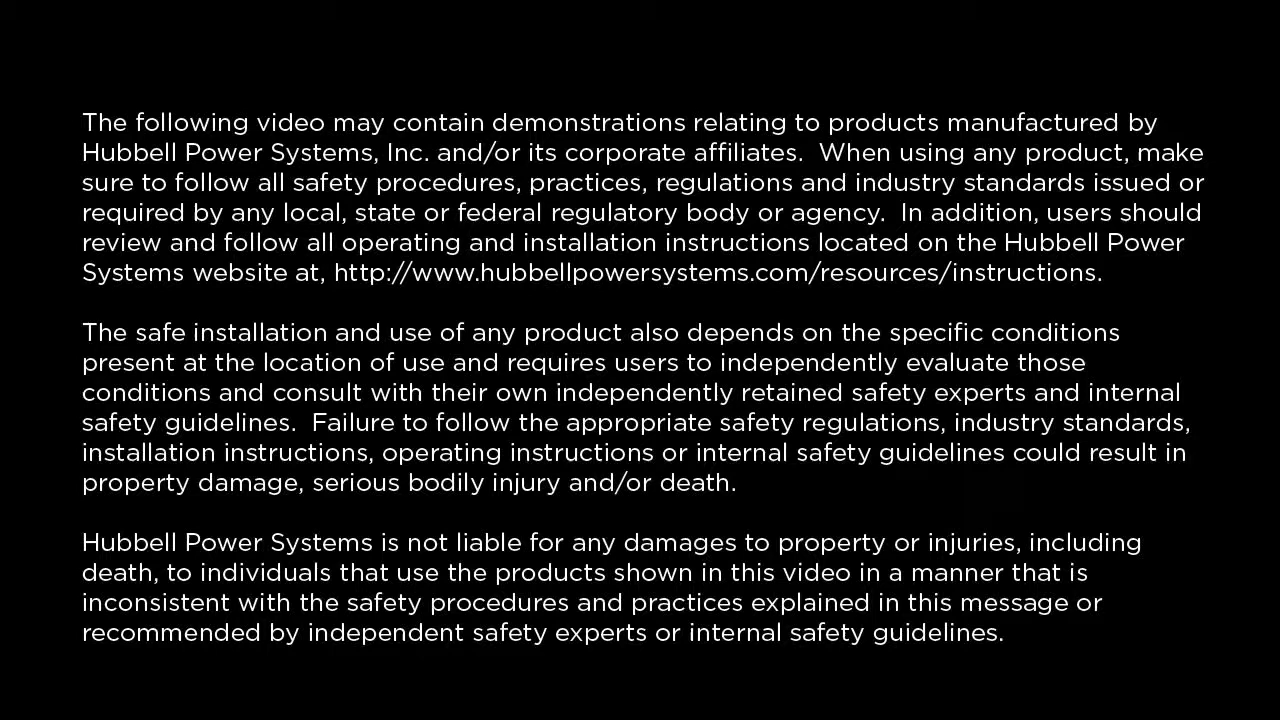 The following video may contain demonstrations relating to products manufactured by
Hubbell Power Systems, Inc. and/or its corporate affiliates.  When using any product, make
sure to follow all safety procedures, practices, regulations and industry standards issued or
required by any local, state or federal regulatory body or agency.  In addition, users should
review and follow all operating and installation instructions located on the Hubbell Power
Systems website at, http://www.hubbellpowersystems.com/resources/instructions.
The safe installation and use of any product also depends on the specific conditions
present at the location of use and requires users to independently evaluate those
conditions and consult with their own independently retained safety experts and internal
safety guidelines.  Failure to follow the appropriate safety regulations, industry standards,
installation instructions, operating instructions or internal safety guidelines could result in
property damage, serious bodily injury and/or death.
Hubbell Power Systems is not liable for any damages to property or injuries, including
death, to individuals that use the products shown in this video in a manner that is
inconsistent with the safety procedures and practices explained in this message or
recommended by independent safety experts or internal safety guidelines.